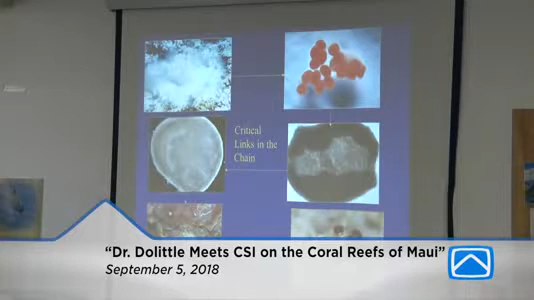 Critical
Links in the
Chain
“Dr. Dolittle Meets CSI on the Coral Reefs of Maui”
September 5, 2018